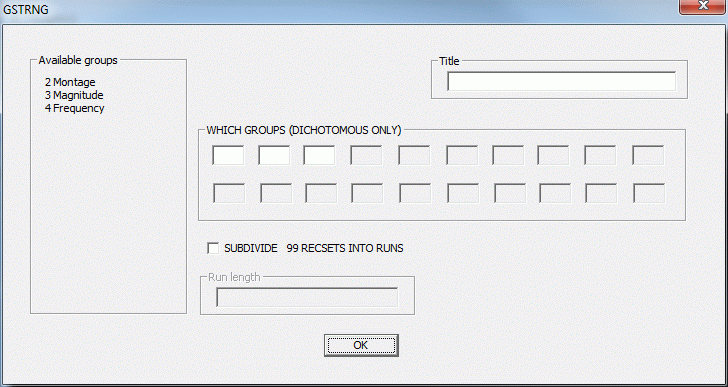 GSTRNG
Available groups
2 Montage
3 Magnitude
4 Frequency
Title
WHICH GROUPS (DICHOTOMOUS ONLY)
SUBDIVIDE 99 RECSETS INTO RUNS
Run length
OK